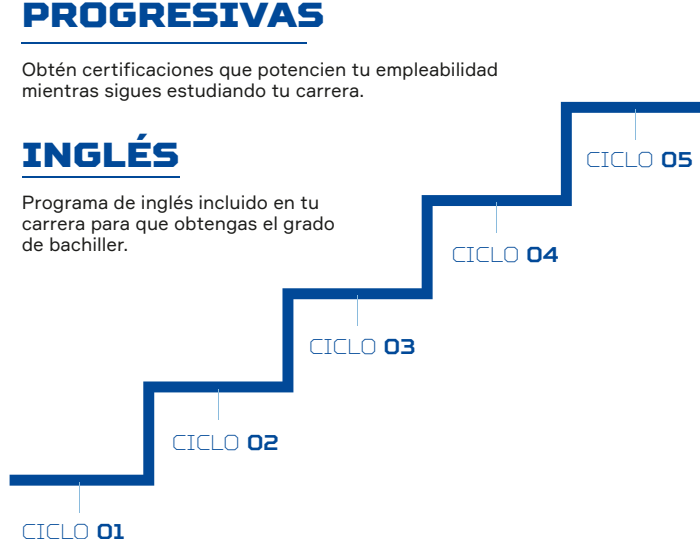 PROGRESIVAS
Obtén certificaciones que potencien tu empleabilidad
mientras sigues estudiando tu carrera.
INGLÉS
Programa de inglés incluido en tu
carrera para que obtengas el grado
de bachiller.
CICLO 05
CICLO 04
CICLO 03
CICLO 02
CICLO 01